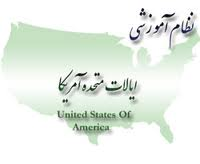 نظام آموزشی
ایالات متحده آمریکا
United States Of
America